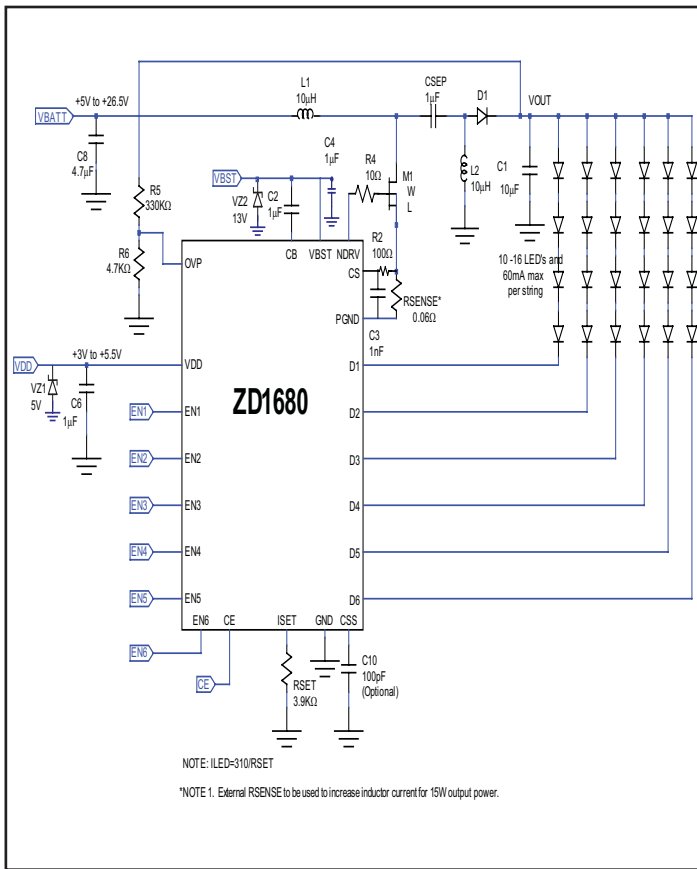 L1
10µH
CSEP
1µF
D1
VOUT
+5V to +26.5V
VBATT
C8
4.7µF
R5
330KΩ
R6
4.7KΩ
VBST
VZ2
13V
C2
1µF
C4
1µF
R4
10Ω
M1
W
L
L2
10µH
C1
10µF
R2
100Ω
RSENSE*
0.06Ω
C3
1nF
10 -16 LED's and
60mA max
per string
CB
VBST
NDRV
OVP
CS
PGND
+3V to +5.5V
VDD
VDD
VZ1
5V
C6
1µF
ZD1680
D1
EN1
EN1
D2
EN2
EN2
D3
EN3
EN3
D4
EN4
EN4
D5
EN5
EN5
D6
EN6
CE
ISET
GND
CSS
EN6
CE
RSET
3.9KΩ
C10
100pF
(Optional)
NOTE: ILED=310/RSET
*NOTE 1. External RSENSE to be used to increase inductor current for 15W output power.